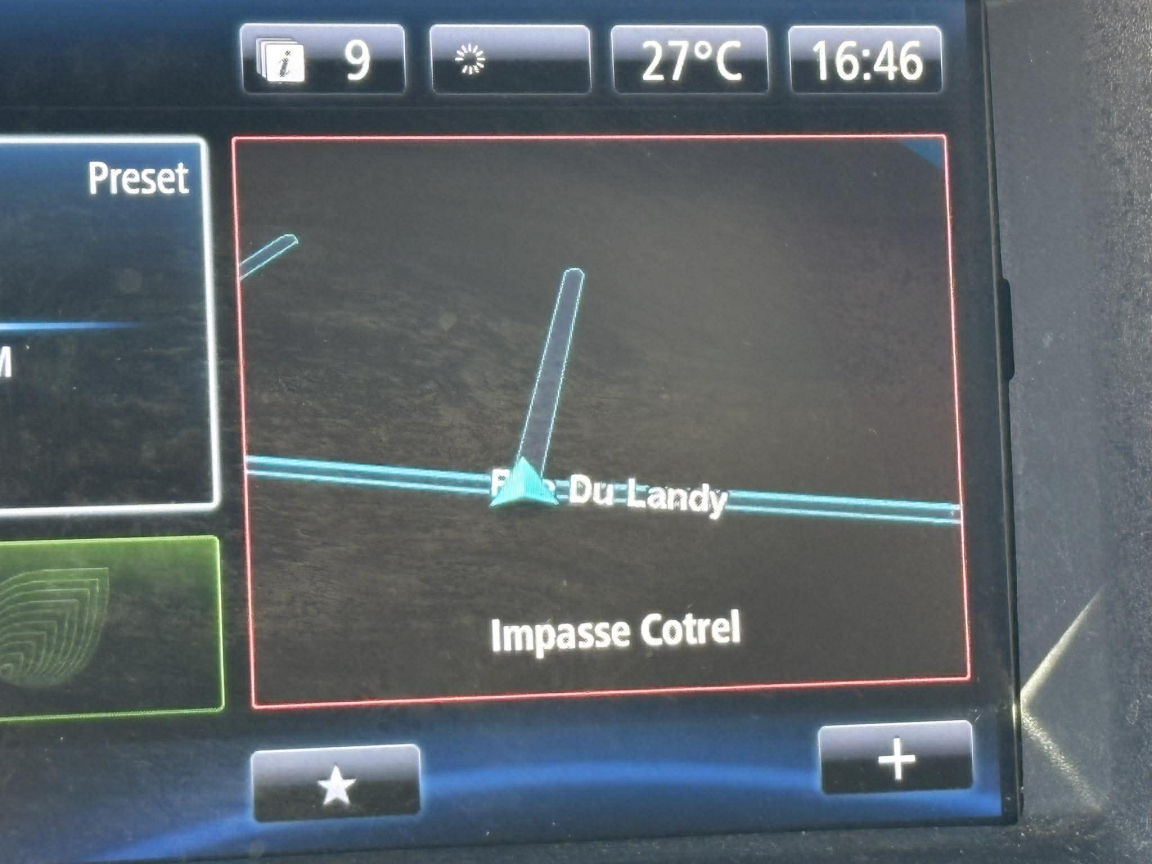 i 9
27°C
16:46
Preset
M
Du Landy
Impasse Cotrel